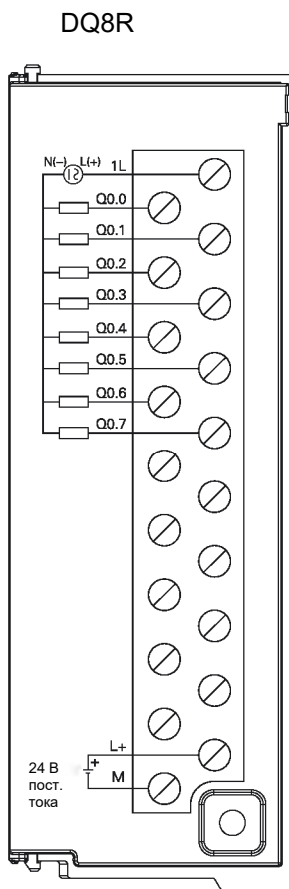 DQ8R
N(–) L(+) 1L
Q0.0
Q0.1
Q0.2
Q0.3
Q0.4
Q0.5
Q0.6
Q0.7
L+
+
24 В
пост.
тока
M